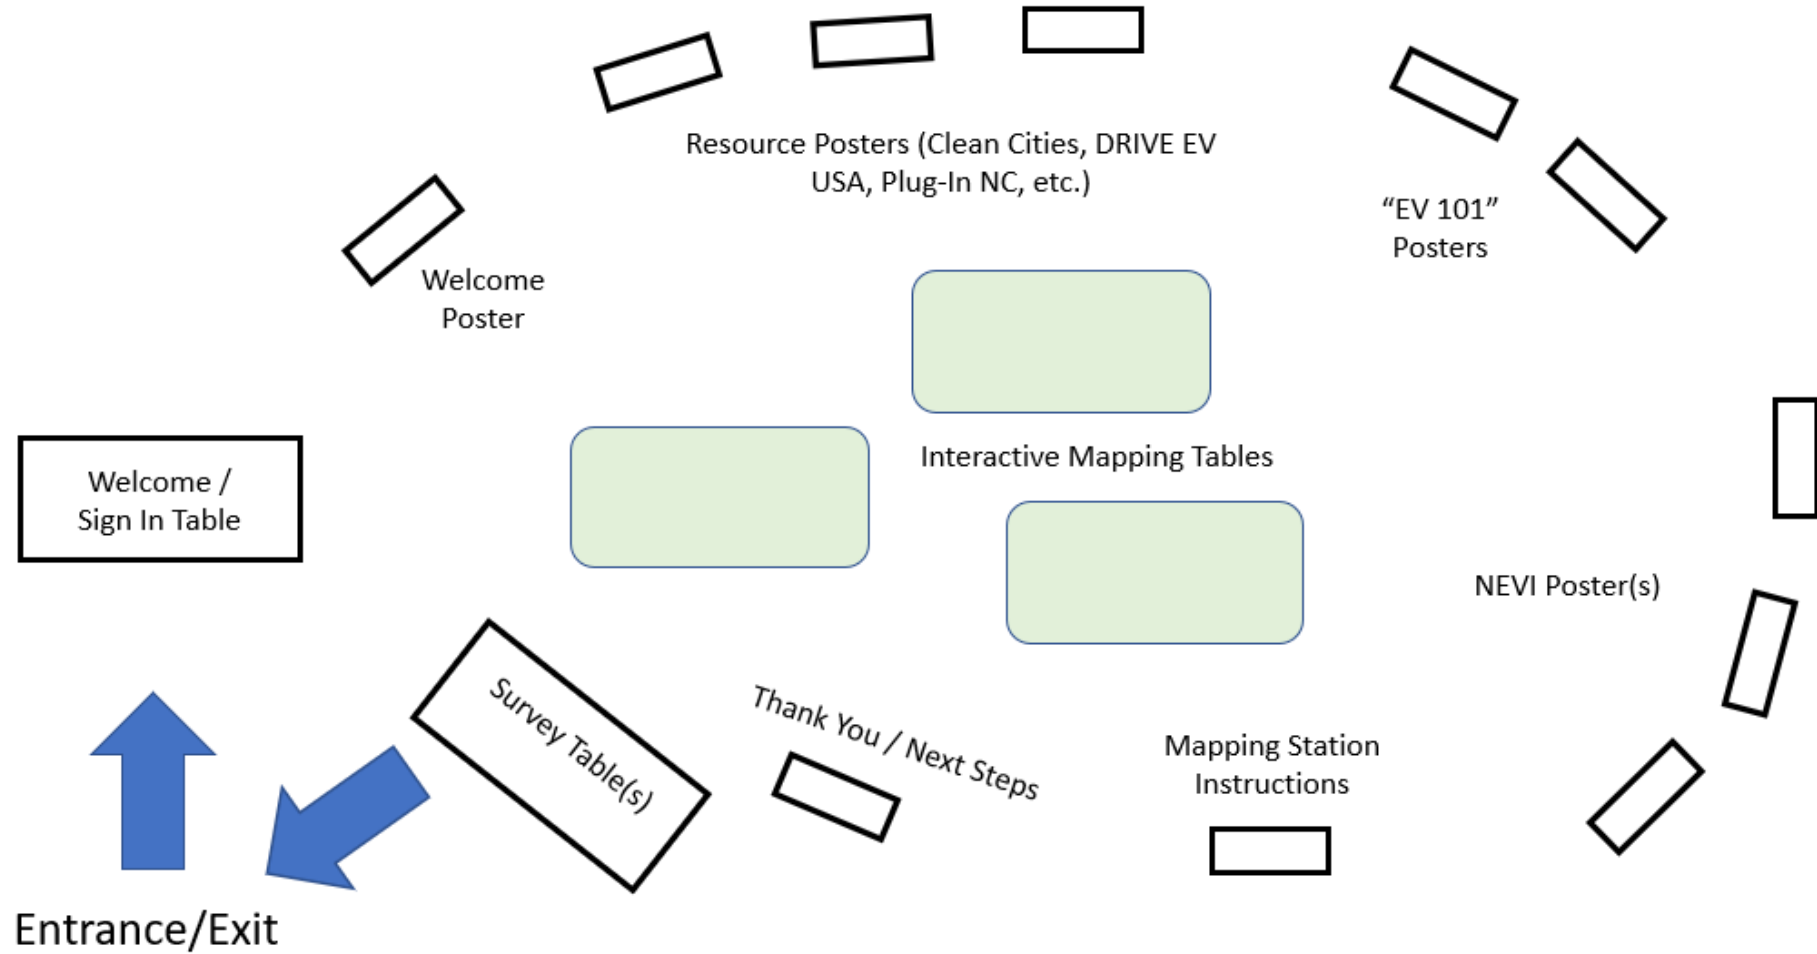 Resource Posters (Clean Cities, DRIVE EV
USA, Plug-In NC, etc.)
“EV 101”
Posters
Welcome
Poster
Interactive Mapping Tables
Welcome /
Sign In Table
NEVI Poster(s)
Survey Table(s)
Thank You / Next Steps
Mapping Station
Instructions
Entrance/Exit